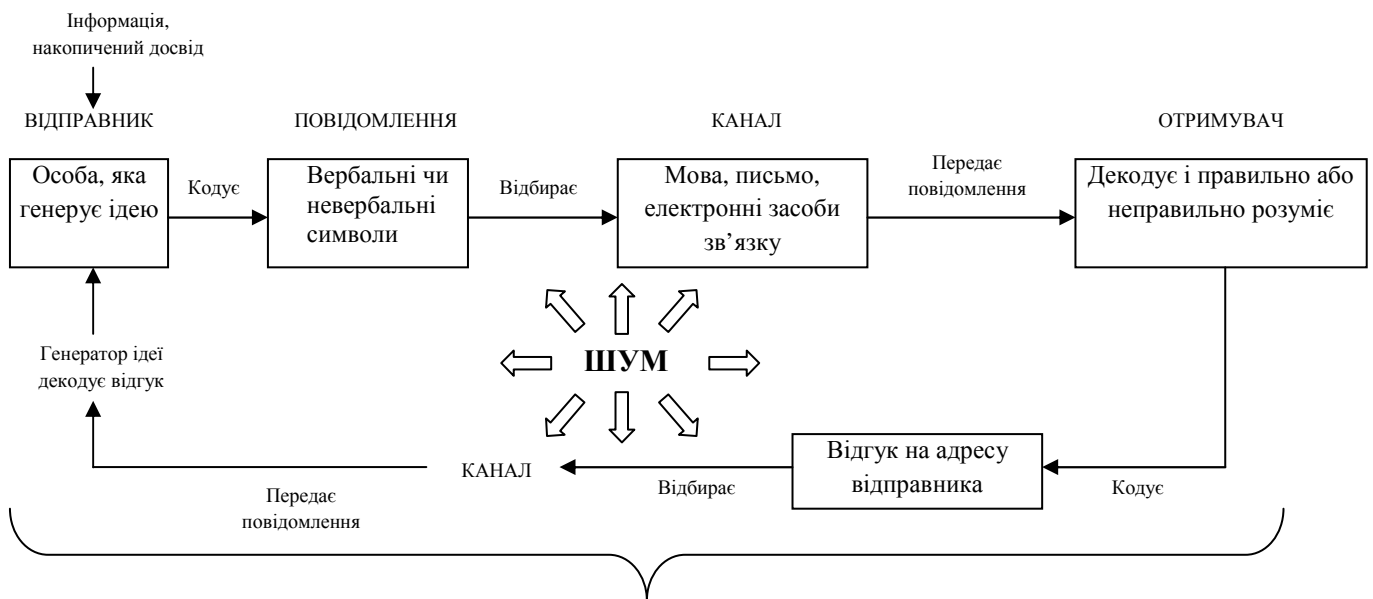 Інформація,
накопичений досвід
ВІДПРАВНИК
ПОВІДОМЛЕННЯ
КАНАЛ
ОТРИМУВАЧ
Особа, яка
генерує ідею
Кодує
Вербальні чи
невербальні
символи
Відбирає
Мова, письмо,
електронні засоби
зв’язку
Передає
повідомлення
Декодує і правильно або
неправильно розуміє
ШУМ
Генератор ідеї
декодує відгук
Відгук на адресу
відправника
Кодує
Відбирає
КАНАЛ
Передає
повідомлення